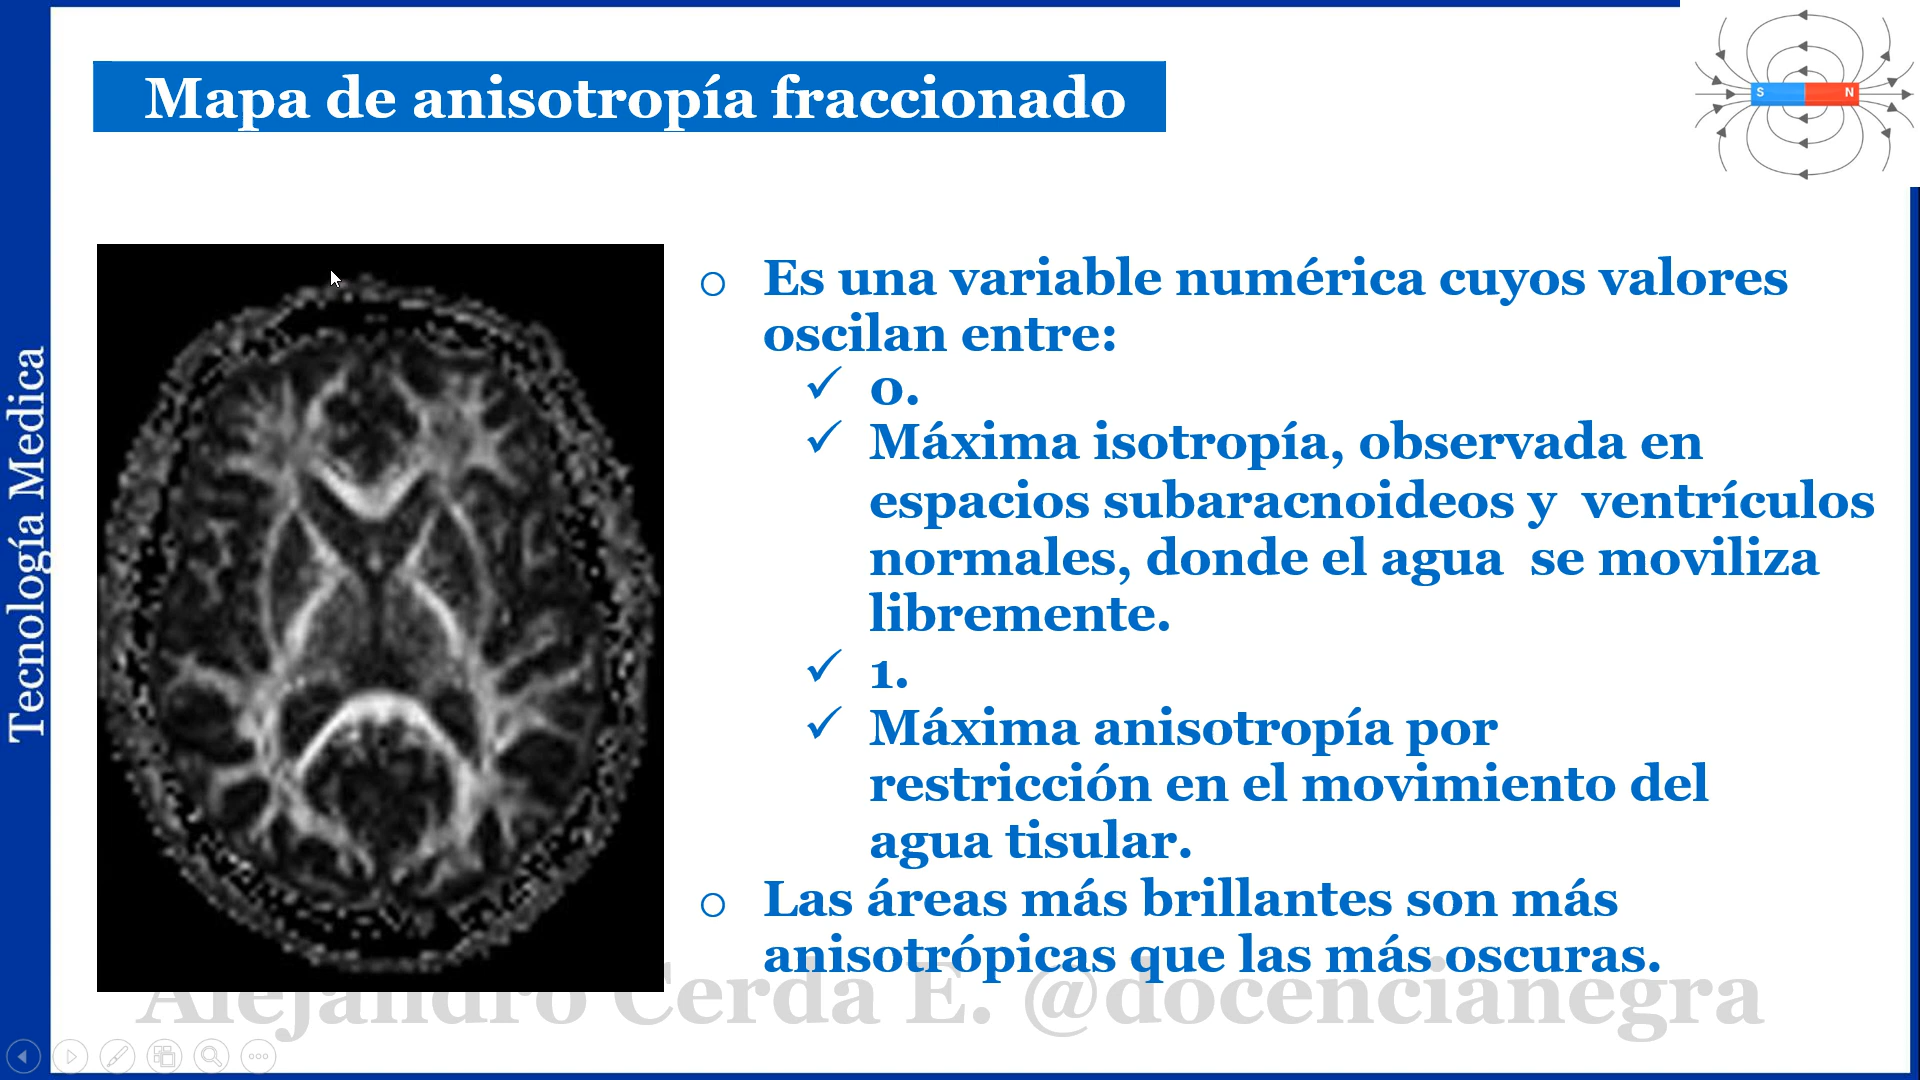 Mapa de anisotropía fraccionado
S N
Tecnología Medica
o Es una variable numérica cuyos valores
oscilan entre:
✓ 0.
✓ Máxima isotropía, observada en
espacios subaracnoideos y ventrículos
normales, donde el agua se moviliza
libremente.
✓ 1.
✓ Máxima anisotropía por
restricción en el movimiento del
agua tisular.
o Las áreas más brillantes son más
anisotrópicas que las más oscuras.
Alejandro Cerda E. @docencianegra